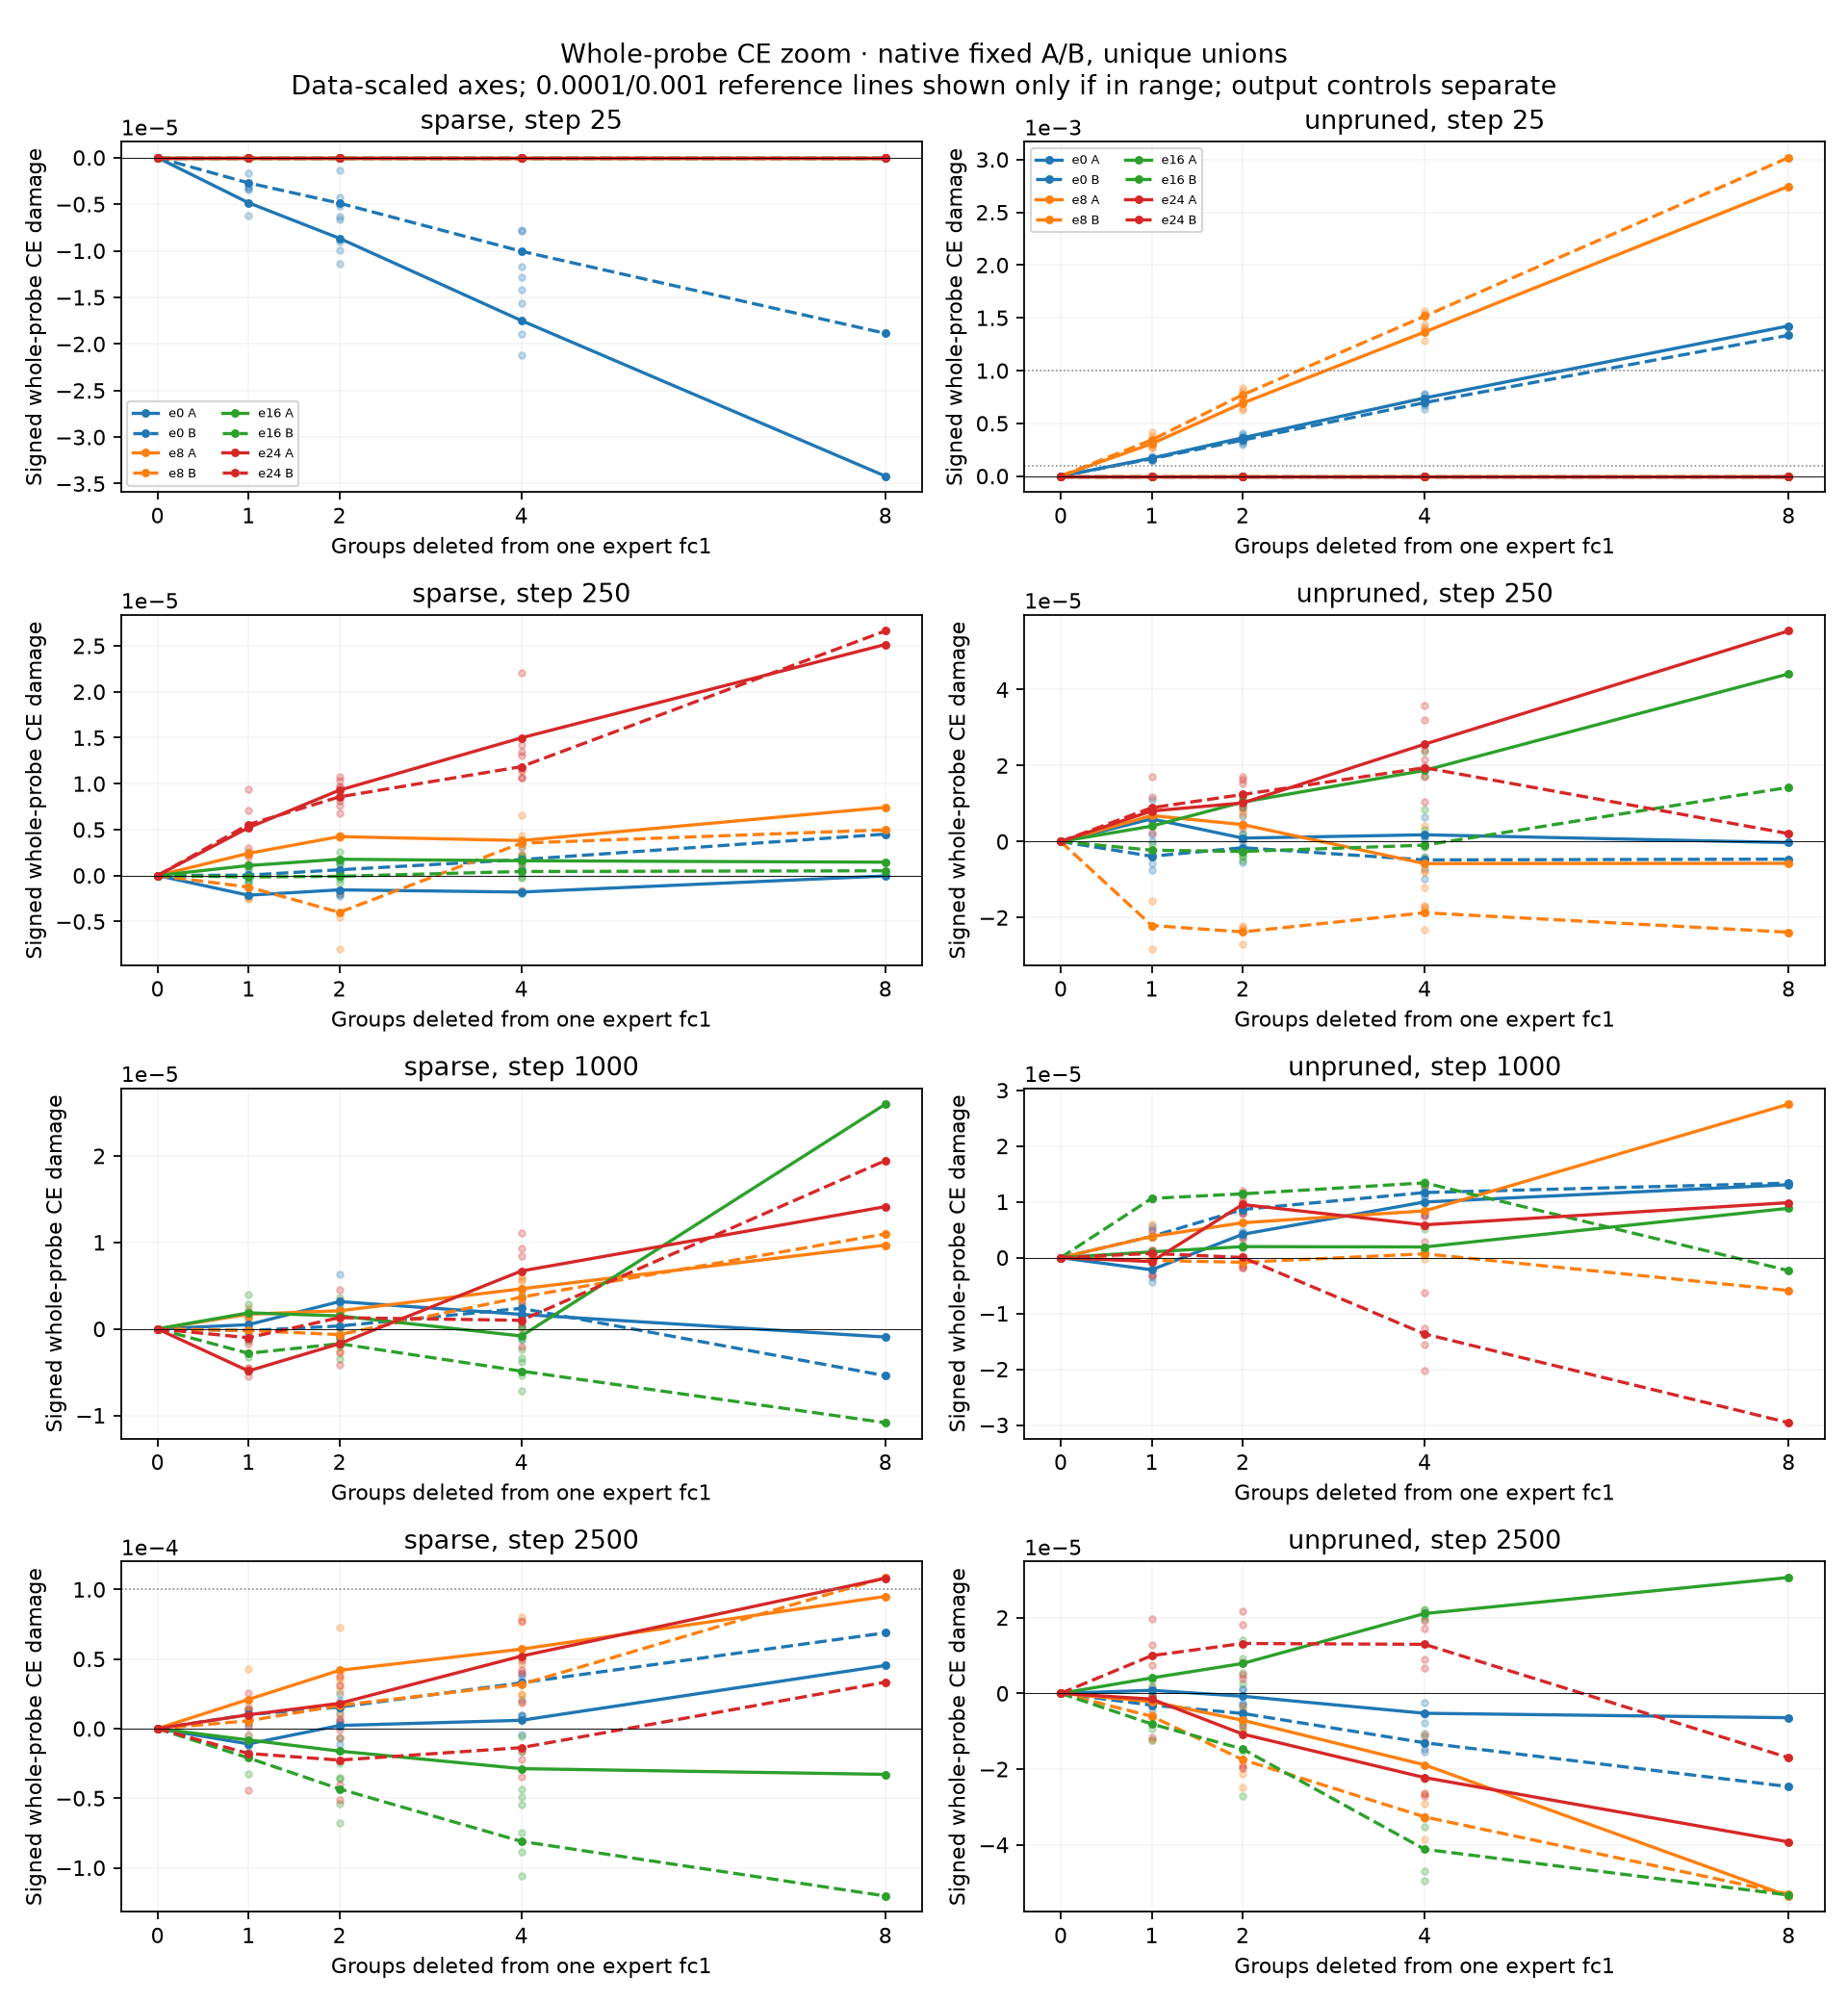 Whole-probe CE zoom · native fixed A/B, unique unions
Data-scaled axes; 0.0001/0.001 reference lines shown only if in range; output controls separate
sparse, step 25
1e−5
Signed whole-probe CE damage
0.0
−0.5
−1.0
−1.5
−2.0
−2.5
−3.0
−3.5
e0 A
e0 B
e8 A
e8 B
e16 A
e16 B
e24 A
e24 B
0 1 2 4 8
Groups deleted from one expert fc1
unpruned, step 25
1e−3
Signed whole-probe CE damage
3.0
2.5
2.0
1.5
1.0
0.5
0.0
e0 A
e0 B
e8 A
e8 B
e16 A
e16 B
e24 A
e24 B
0 1 2 4 8
Groups deleted from one expert fc1
sparse, step 250
1e−5
Signed whole-probe CE damage
2.5
2.0
1.5
1.0
0.5
0.0
−0.5
0 1 2 4 8
Groups deleted from one expert fc1
unpruned, step 250
1e−5
Signed whole-probe CE damage
4
2
0
−2
0 1 2 4 8
Groups deleted from one expert fc1
sparse, step 1000
1e−5
Signed whole-probe CE damage
2
1
0
−1
0 1 2 4 8
Groups deleted from one expert fc1
unpruned, step 1000
1e−5
Signed whole-probe CE damage
3
2
1
0
−1
−2
−3
0 1 2 4 8
Groups deleted from one expert fc1
sparse, step 2500
1e−4
Signed whole-probe CE damage
1.0
0.5
0.0
−0.5
−1.0
0 1 2 4 8
Groups deleted from one expert fc1
unpruned, step 2500
1e−5
Signed whole-probe CE damage
2
0
−2
−4
0 1 2 4 8
Groups deleted from one expert fc1